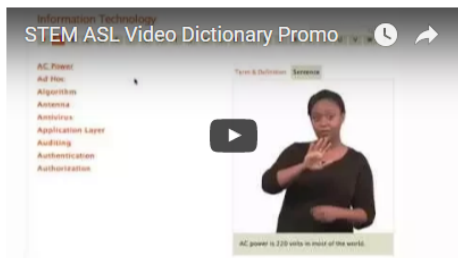 Information Technology
STEM ASL Video Dictionary Promo
AC Power
Ad Hoc
Algorithm
Antenna
Antivirus
Application Layer
Auditing
Authentication
Authorization
Term & Definition Sentence
AC power is 220 volts in most of the world.